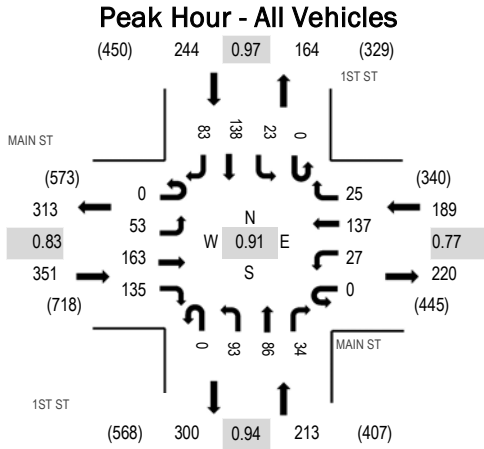 Peak Hour - All Vehicles
(450) 244 0.97 164 (329)
1ST ST
83 138 23 0
MAIN ST
(573) (340)
0 25
313 189
53 N 137
0.83 W 0.91 E 0.77
163 27
351 S 220
135 0
(718) (445)
0 93 86 34
MAIN ST
1ST ST
(568) 300 0.94 213 (407)